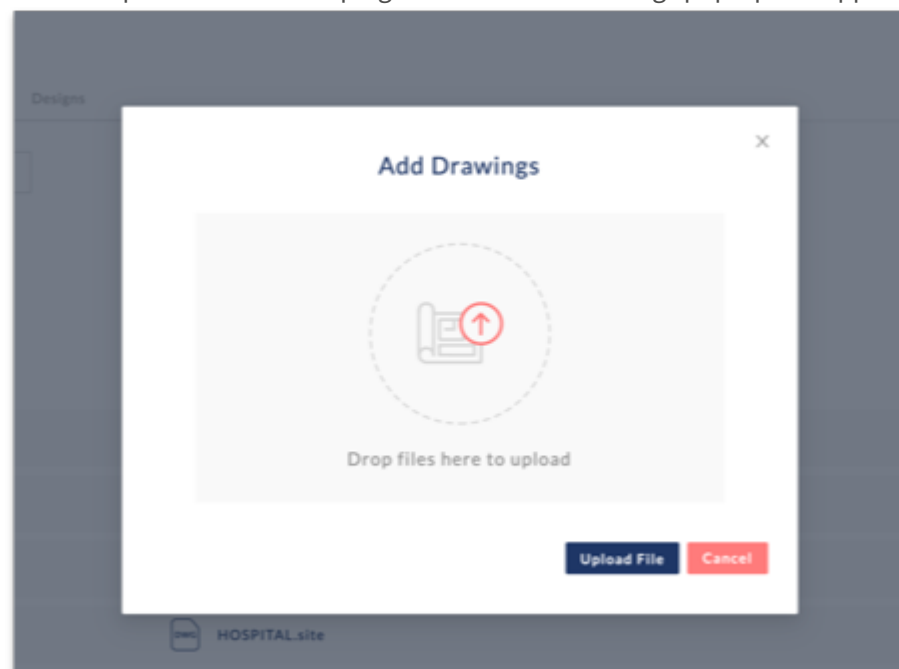 Designs
×
Add Drawings
Drop files here to upload
Upload File
Cancel
DWG
HOSPITAL.site